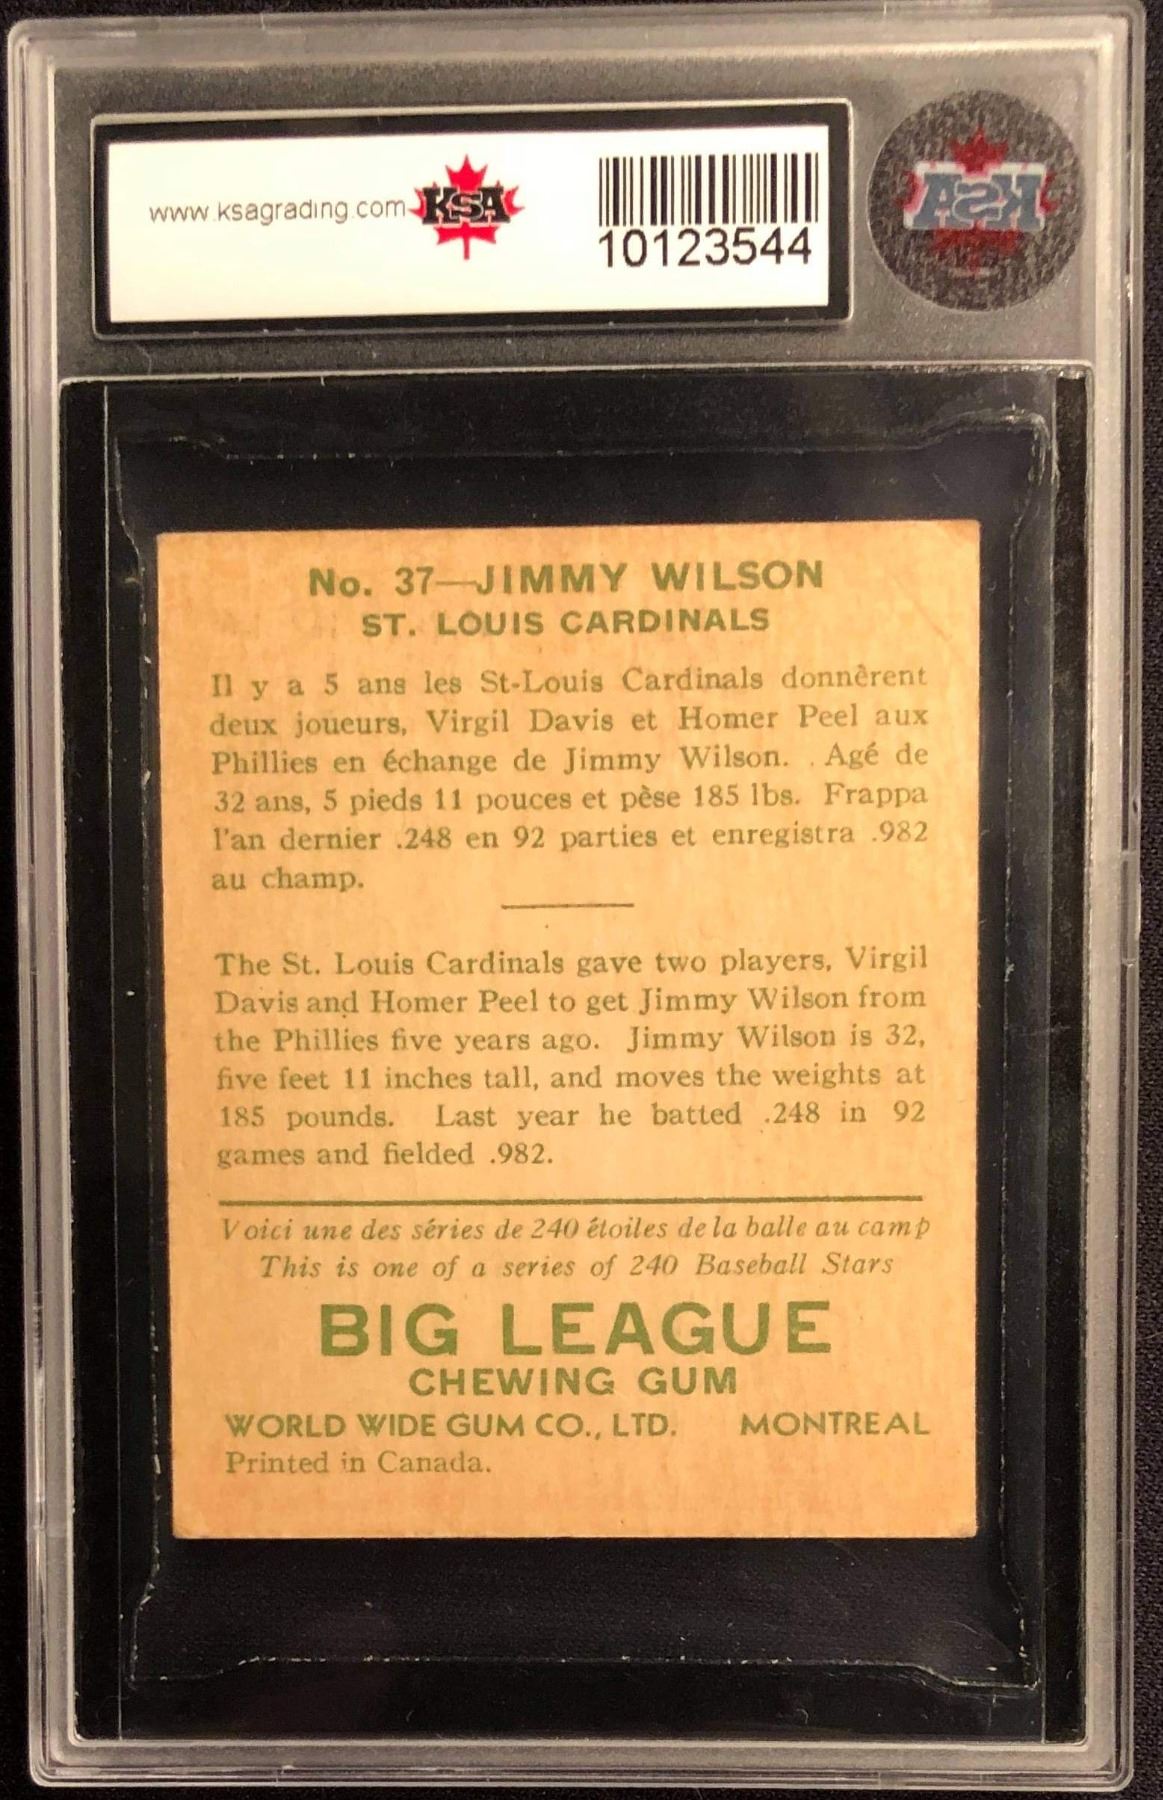 www.ksagrading.com KSA
10123544
KSA
No. 37—JIMMY WILSON
ST. LOUIS CARDINALS
Il y a 5 ans les St-Louis Cardinals donnèrent
deux joueurs, Virgil Davis et Homer Peel aux
Phillies en échange de Jimmy Wilson. . Agé de
32 ans, 5 pieds 11 pouces et pèse 185 lbs. Frappa
l'an dernier .248 en 92 parties et enregistra .982
au champ.
The St. Louis Cardinals gave two players, Virgil
Davis and Homer Peel to get Jimmy Wilson from
the Phillies five years ago. Jimmy Wilson is 32,
five feet 11 inches tall, and moves the weights at
185 pounds. Last year he batted .248 in 92
games and fielded .982.
Voici une des séries de 240 étoiles de la balle au camp
This is one of a series of 240 Baseball Stars
BIG LEAGUE
CHEWING GUM
WORLD WIDE GUM CO., LTD. MONTREAL
Printed in Canada.